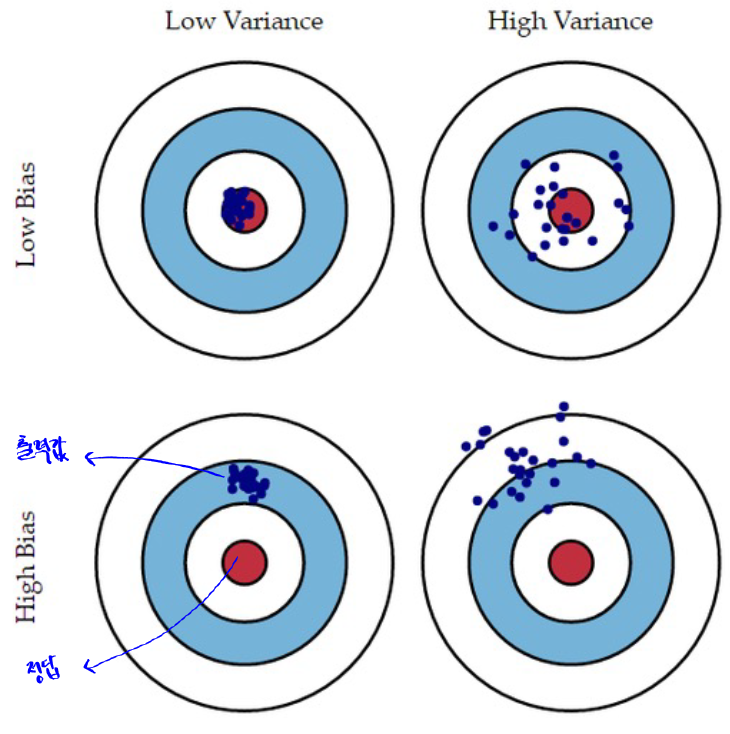 Low Variance
High Variance
Low Bias
출력값
High Bias
정답